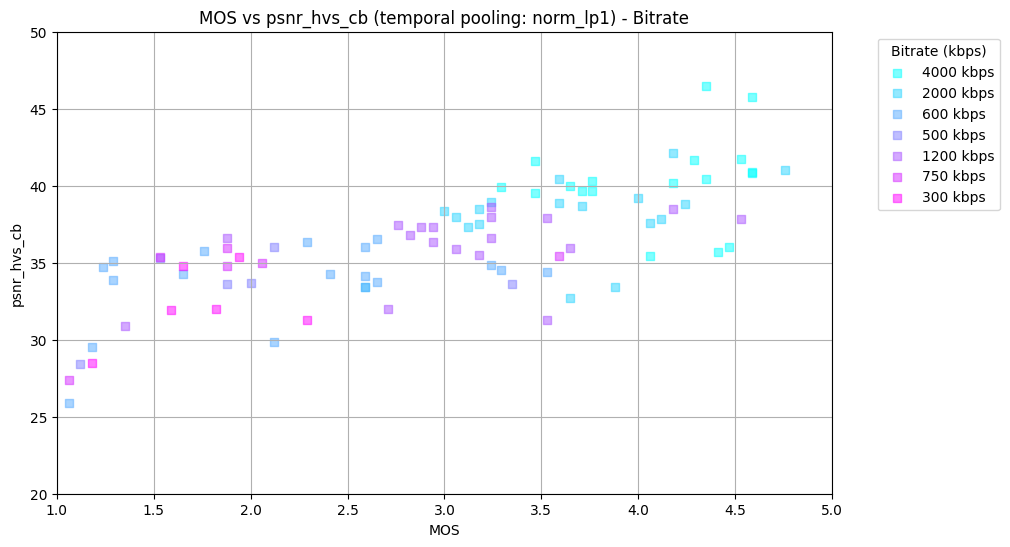 MOS vs psnr_hvs_cb (temporal pooling: norm_lp1) - Bitrate
50
45
40
35
30
25
20
psnr_hvs_cb
1.0 1.5 2.0 2.5 3.0 3.5 4.0 4.5 5.0
MOS
Bitrate (kbps)
4000 kbps
2000 kbps
600 kbps
500 kbps
1200 kbps
750 kbps
300 kbps